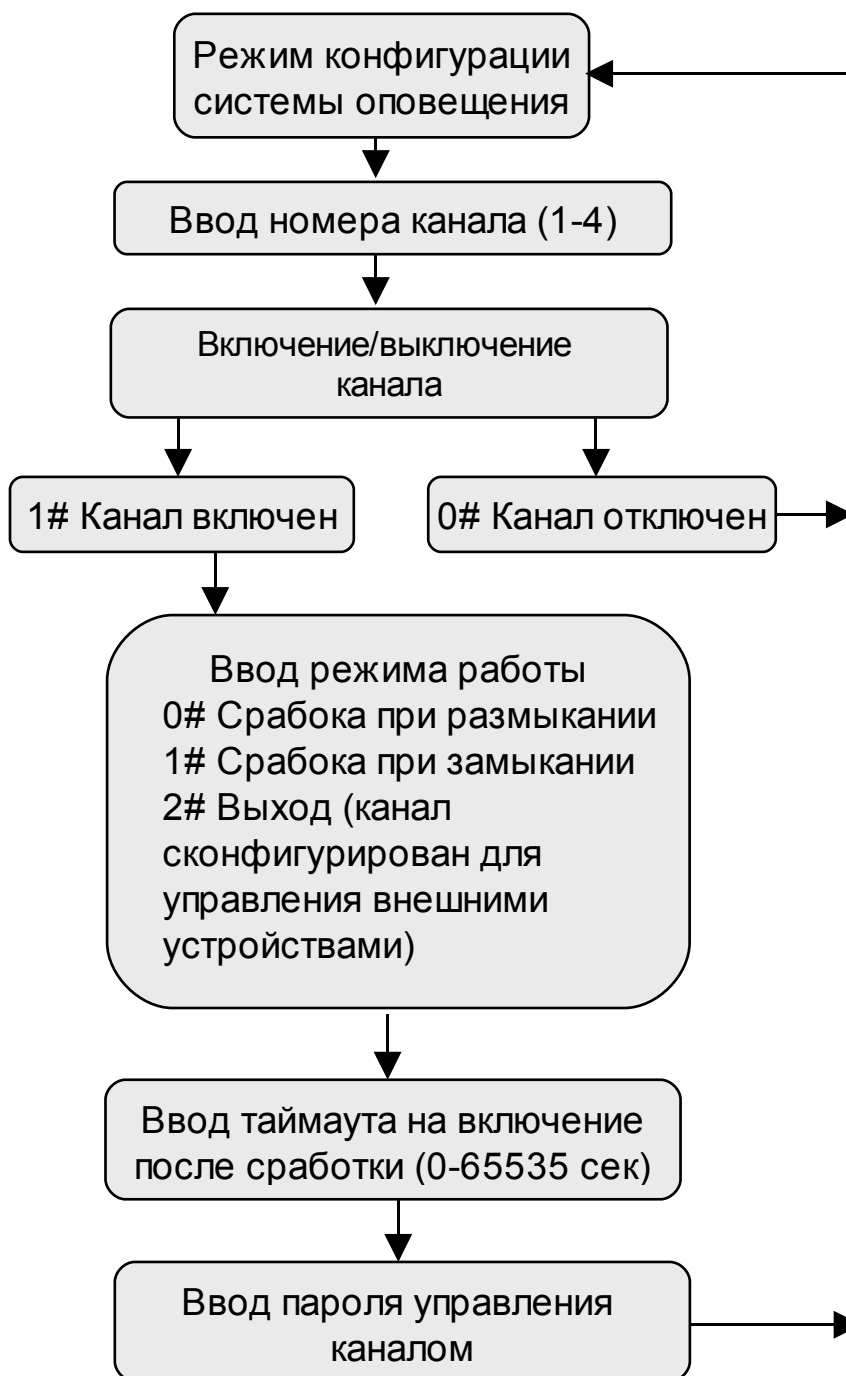 Режим конфигурации
системы оповещения
Ввод номера канала (1-4)
Включение/выключение
канала
1# Канал включен
0# Канал отключен
Ввод режима работы
0# Срабока при размыкании
1# Срабока при замыкании
2# Выход (канал
сконфигурирован для
управления внешними
устройствами)
Ввод таймаута на включение
после сработки (0-65535 сек)
Ввод пароля управления
каналом